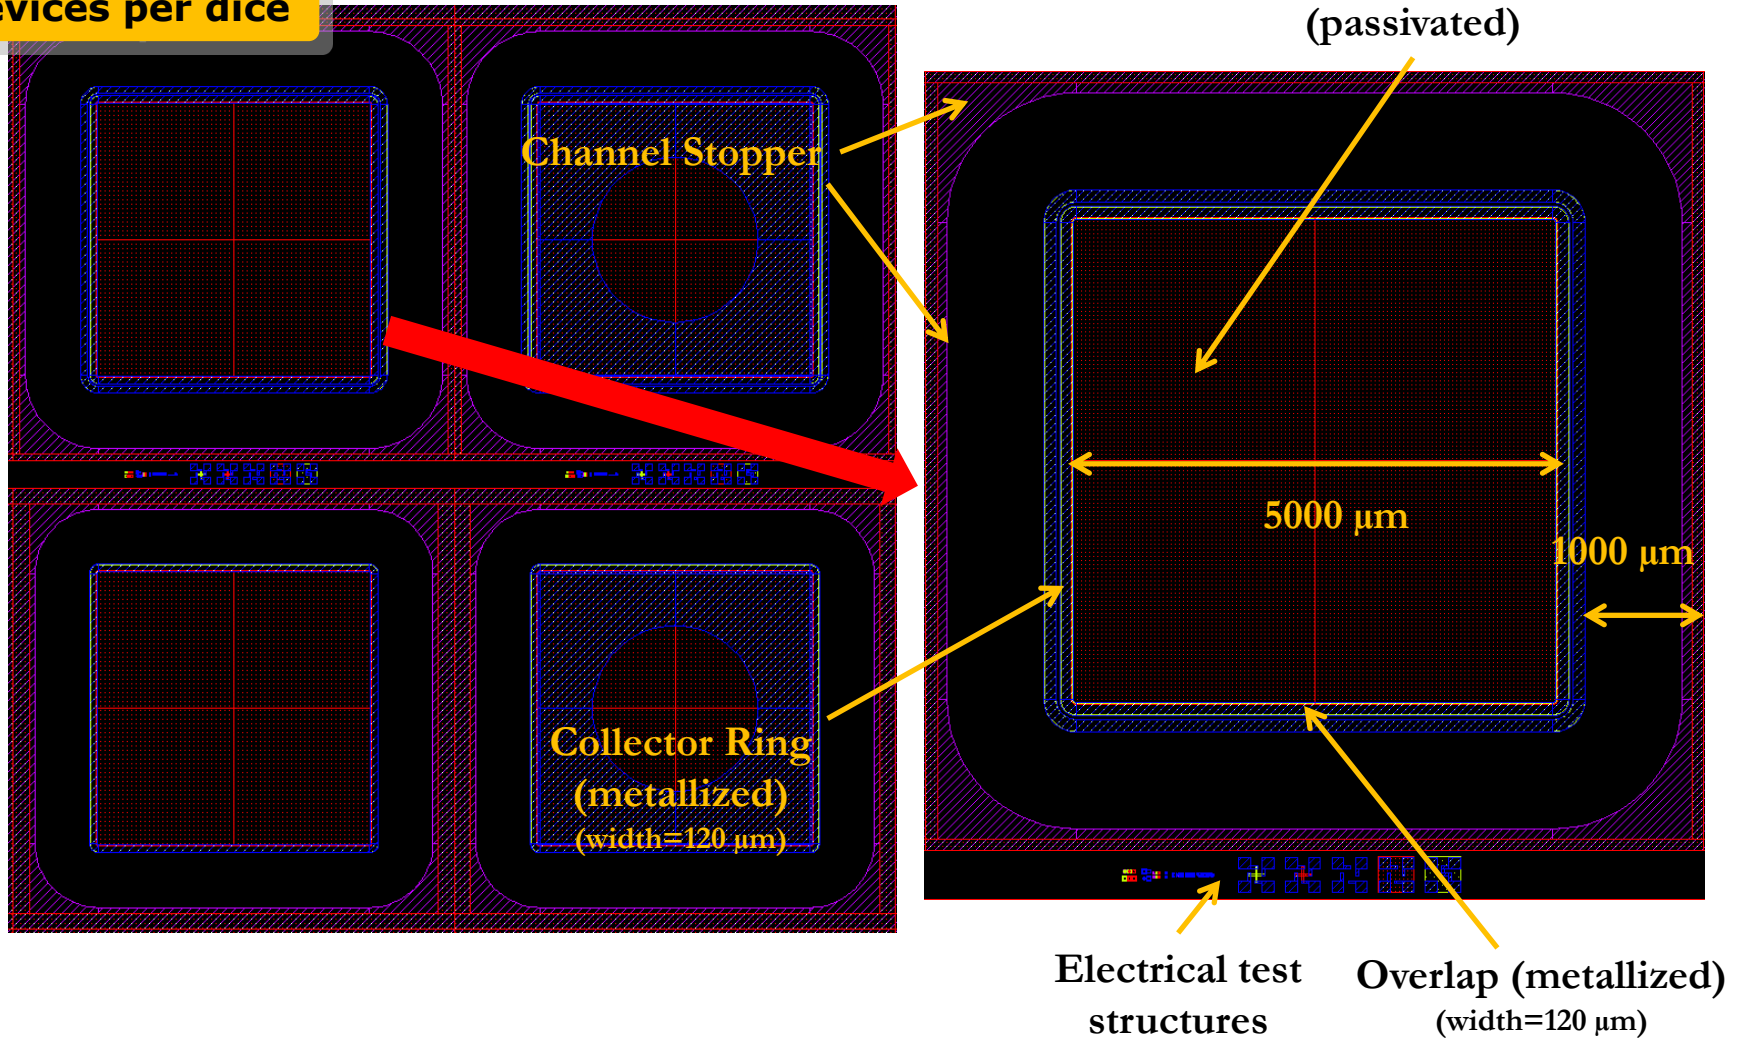 evices per dice
(passivated)
Channel Stopper
5000 µm
1000 µm
Collector Ring
(metallized)
(width=120 µm)
Electrical test
structures
Overlap (metallized)
(width=120 µm)